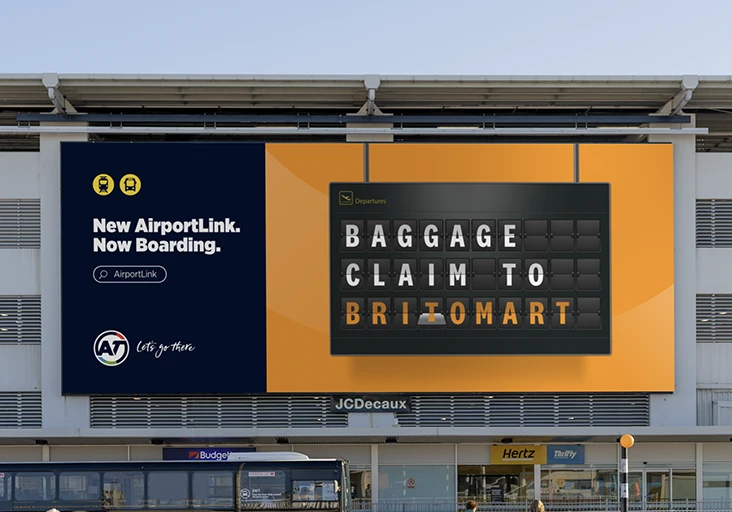 New AirportLink.
Now Boarding.
AirportLink
AT
Let's go there
Departures
BAGGAGE
CLAIM TO
BRITOMART
JCDecaux
Budget
Hertz
Thrifty